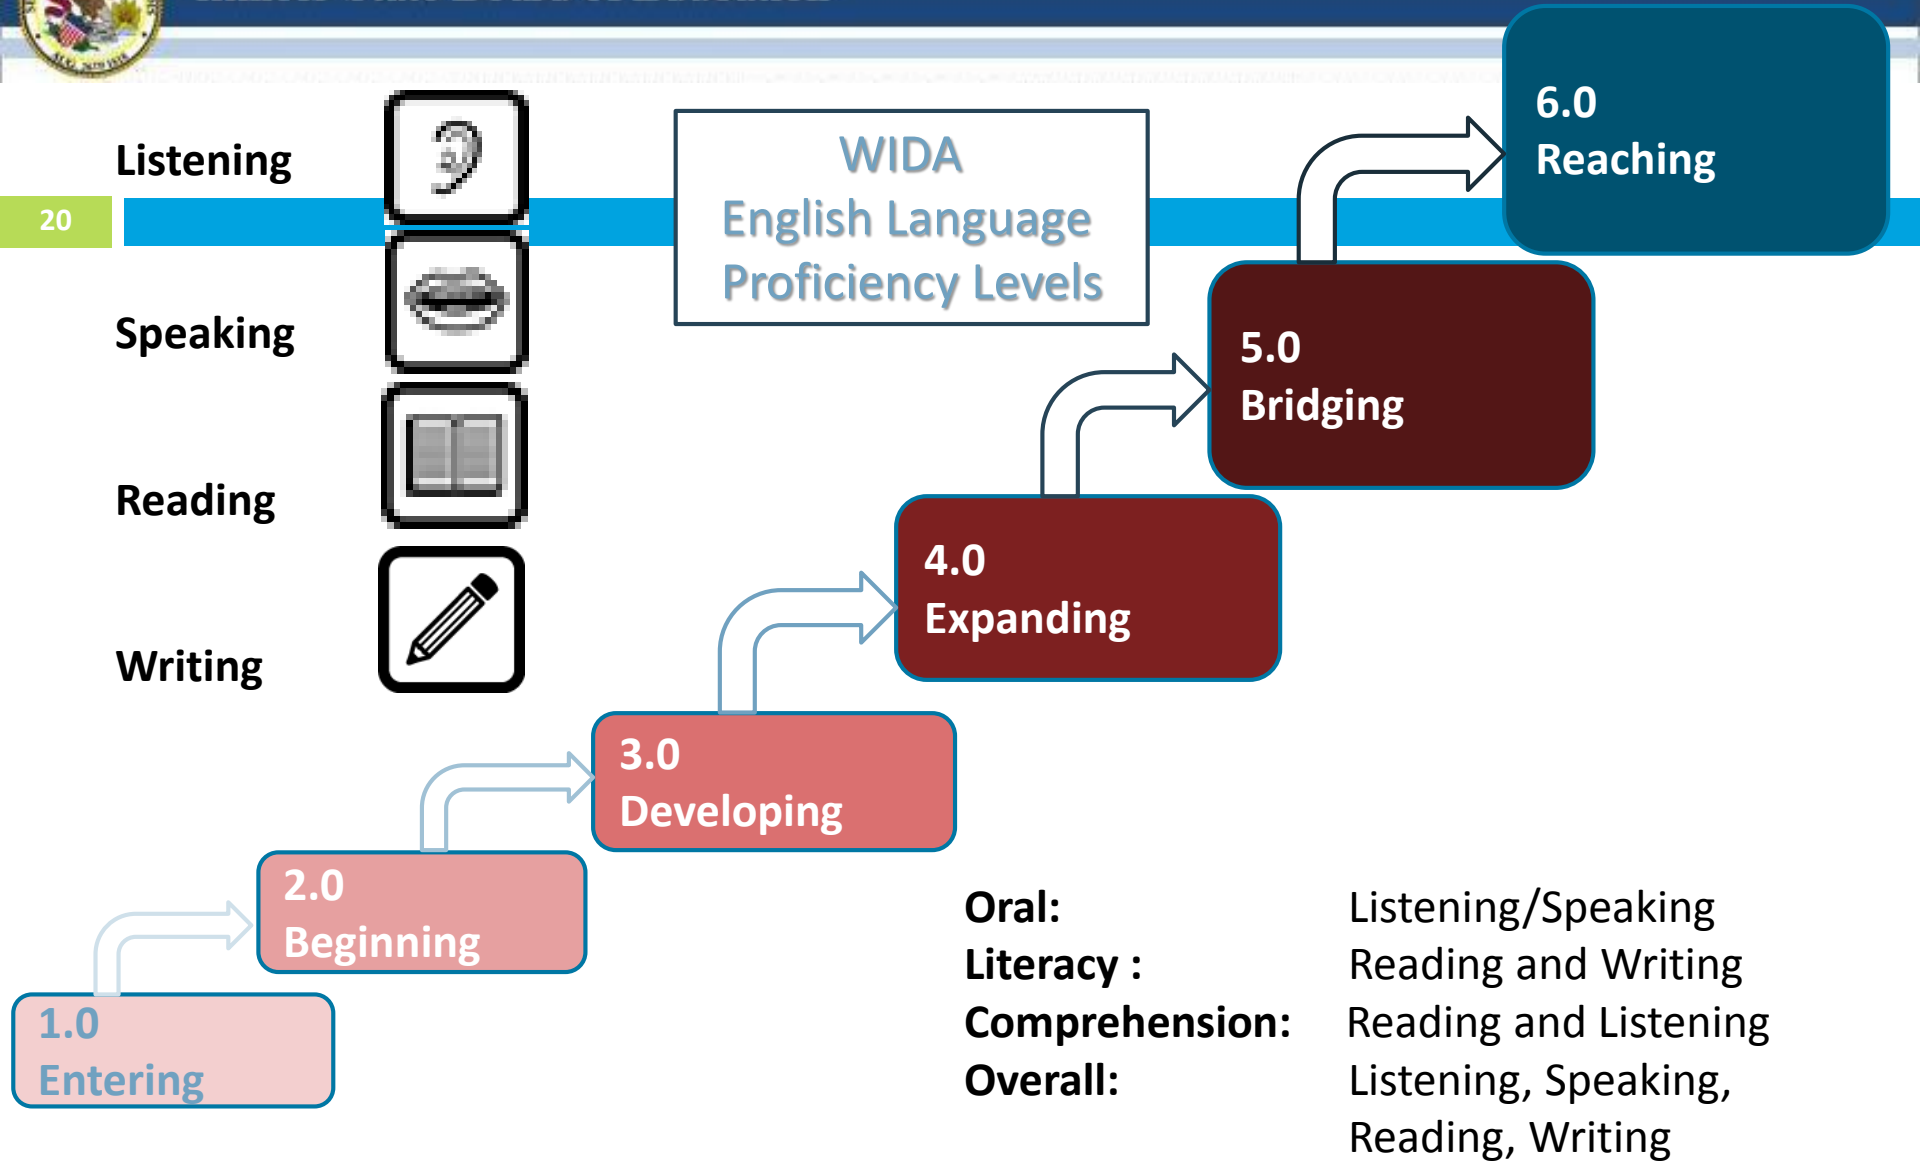 Listening
20
Speaking
Reading
Writing
WIDA
English Language
Proficiency Levels
6.0
Reaching
5.0
Bridging
4.0
Expanding
3.0
Developing
2.0
Beginning
1.0
Entering
Oral: Listening/Speaking
Literacy : Reading and Writing
Comprehension: Reading and Listening
Overall: Listening, Speaking,
Reading, Writing